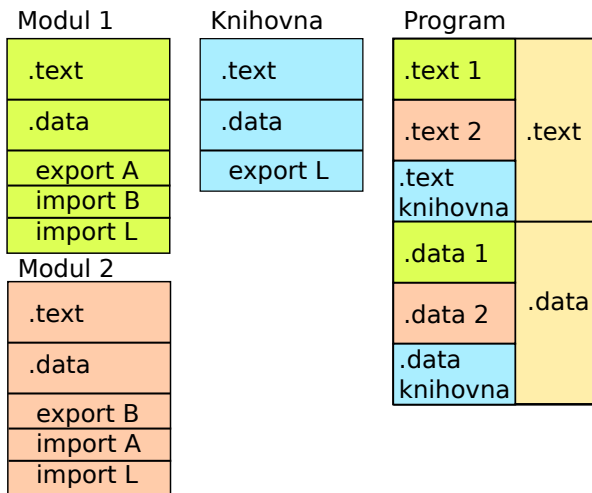 Modul 1
.text
.data
export A
import B
import L
Modul 2
.text
.data
export B
import A
import L
Knihovna
.text
.data
export L
Program
.text 1
.text 2
.text
knihovna
.text
.data 1
.data 2
.data
knihovna
.data